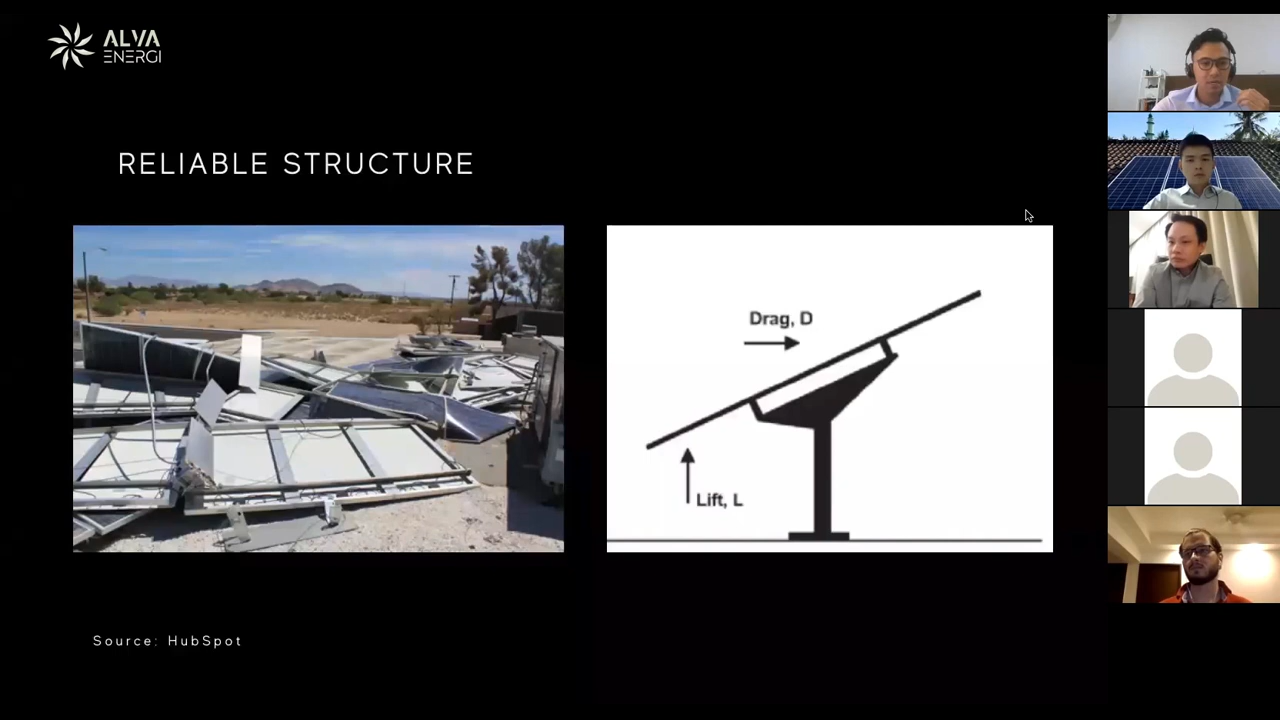 ALVA
ENERGI
RELIABLE STRUCTURE
Drag, D
Lift, L
Source: HubSpot